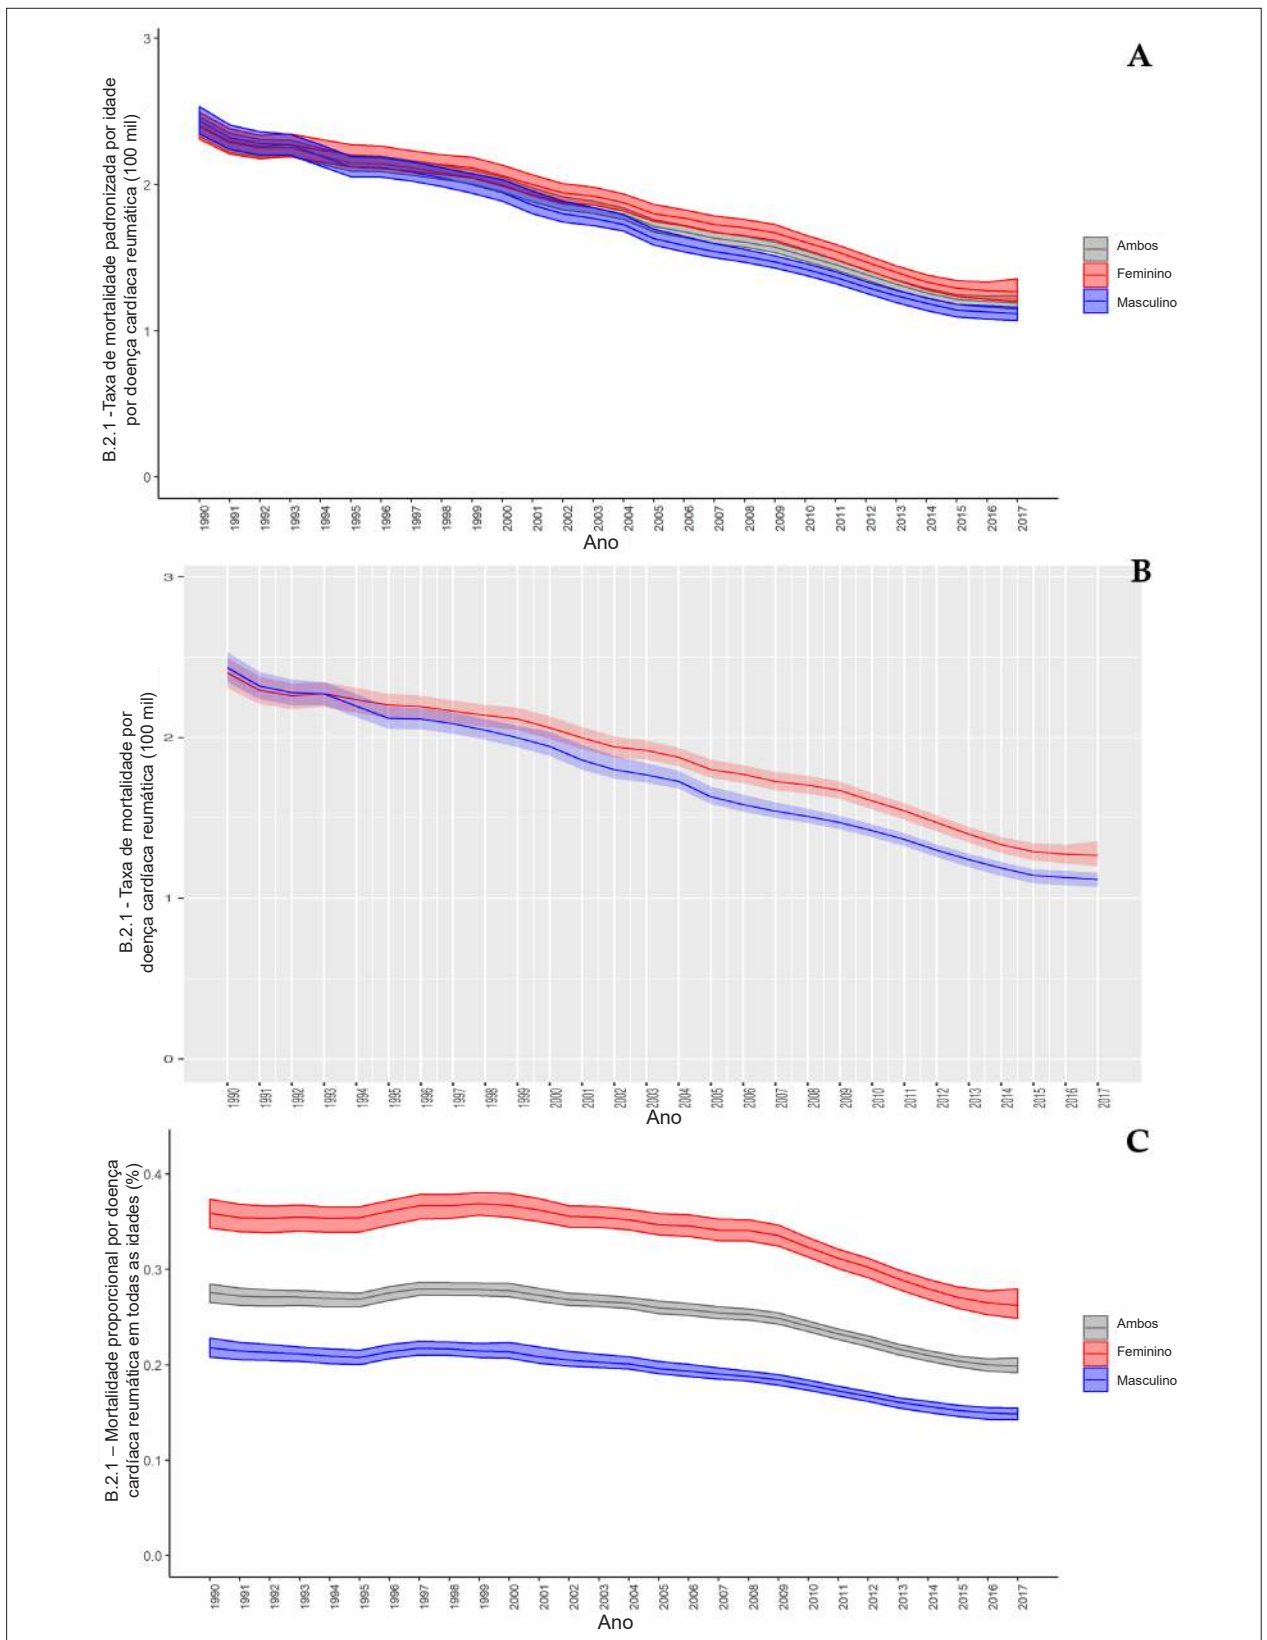 A
B.2.1 -Taxa de mortalidade padronizada por idade
por doença cardíaca reumática (100 mil)
3
2
1
0
Ambos
Feminino
Masculino
1990 1991 1992 1993 1994 1995 1996 1997 1998 1999 2000 2001 2002 2003 2004 2005 2006 2007 2008 2009 2010 2011 2012 2013 2014 2015 2016 2017
Ano
B
B.2.1 - Taxa de mortalidade por
doença cardíaca reumática (100 mil)
3
2
1
0
1990 1991 1992 1993 1994 1995 1996 1997 1998 1999 2000 2001 2002 2003 2004 2005 2006 2007 2008 2009 2010 2011 2012 2013 2014 2015 2016 2017
Ano
C
B.2.1 – Mortalidade proporcional por doença
cardíaca reumática em todas as idades (%)
0.4
0.3
0.2
0.1
0.0
Ambos
Feminino
Masculino
1990 1991 1992 1993 1994 1995 1996 1997 1998 1999 2000 2001 2002 2003 2004 2005 2006 2007 2008 2009 2010 2011 2012 2013 2014 2015 2016 2017
Ano